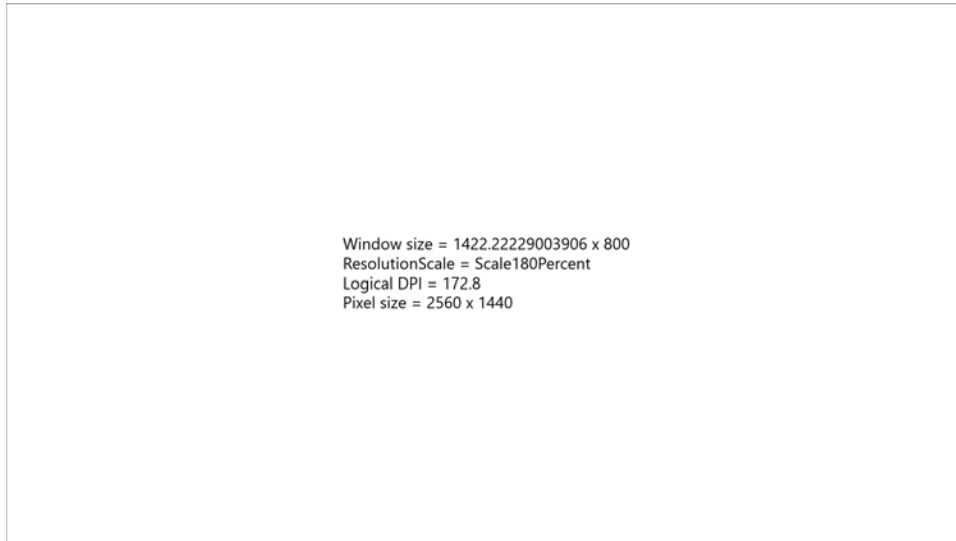 Window size = 1422.22229003906 x 800
ResolutionScale = Scale180Percent
Logical DPI = 172.8
Pixel size = 2560 x 1440